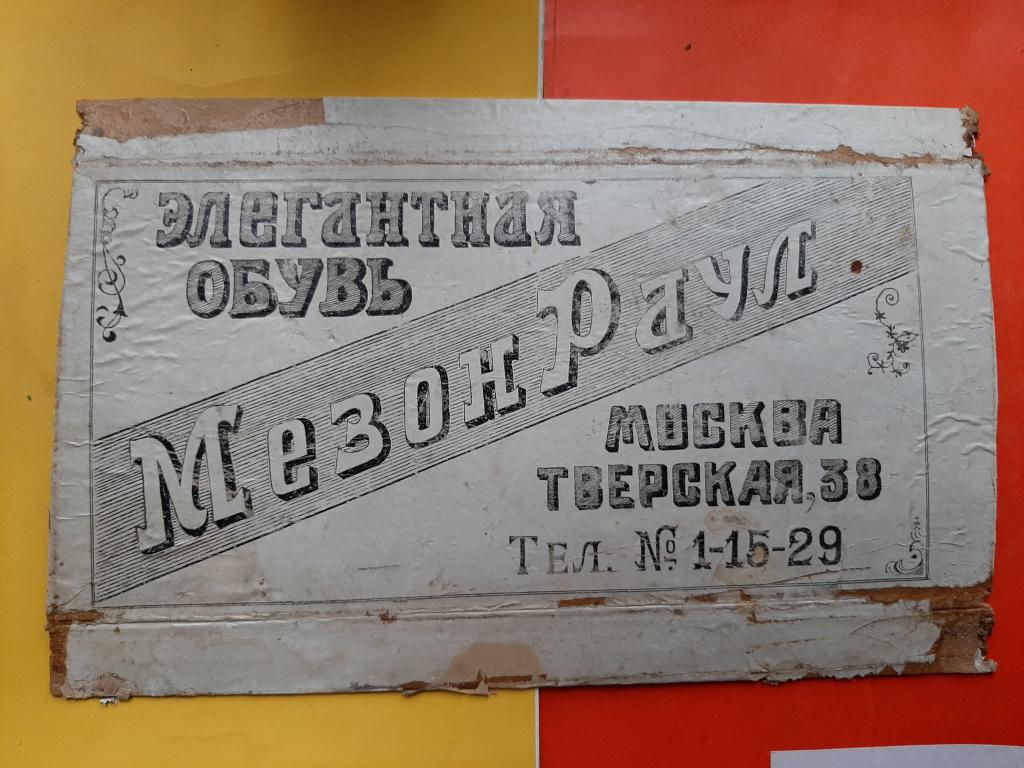 ЭЛЕГАНТНАЯ
ОБУВЬ
Мезон Раул
МОСКВА
ТВЕРСКАЯ, 38
ТЕЛ. № 1-15-29